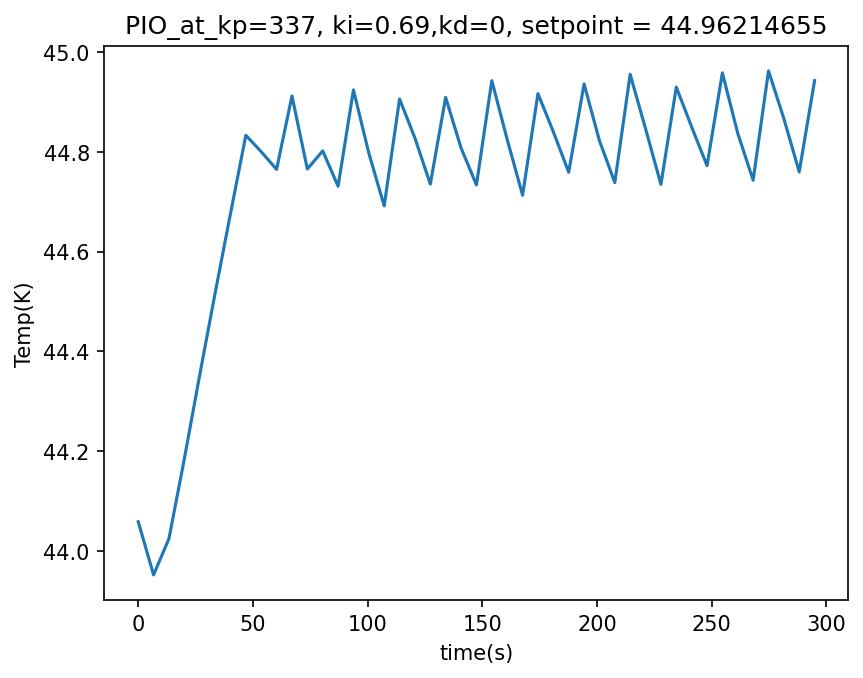 PIO_at_kp=337, ki=0.69,kd=0, setpoint = 44.96214655
45.0
44.8
44.6
44.4
44.2
44.0
Temp(K)
0 50 100 150 200 250 300
time(s)